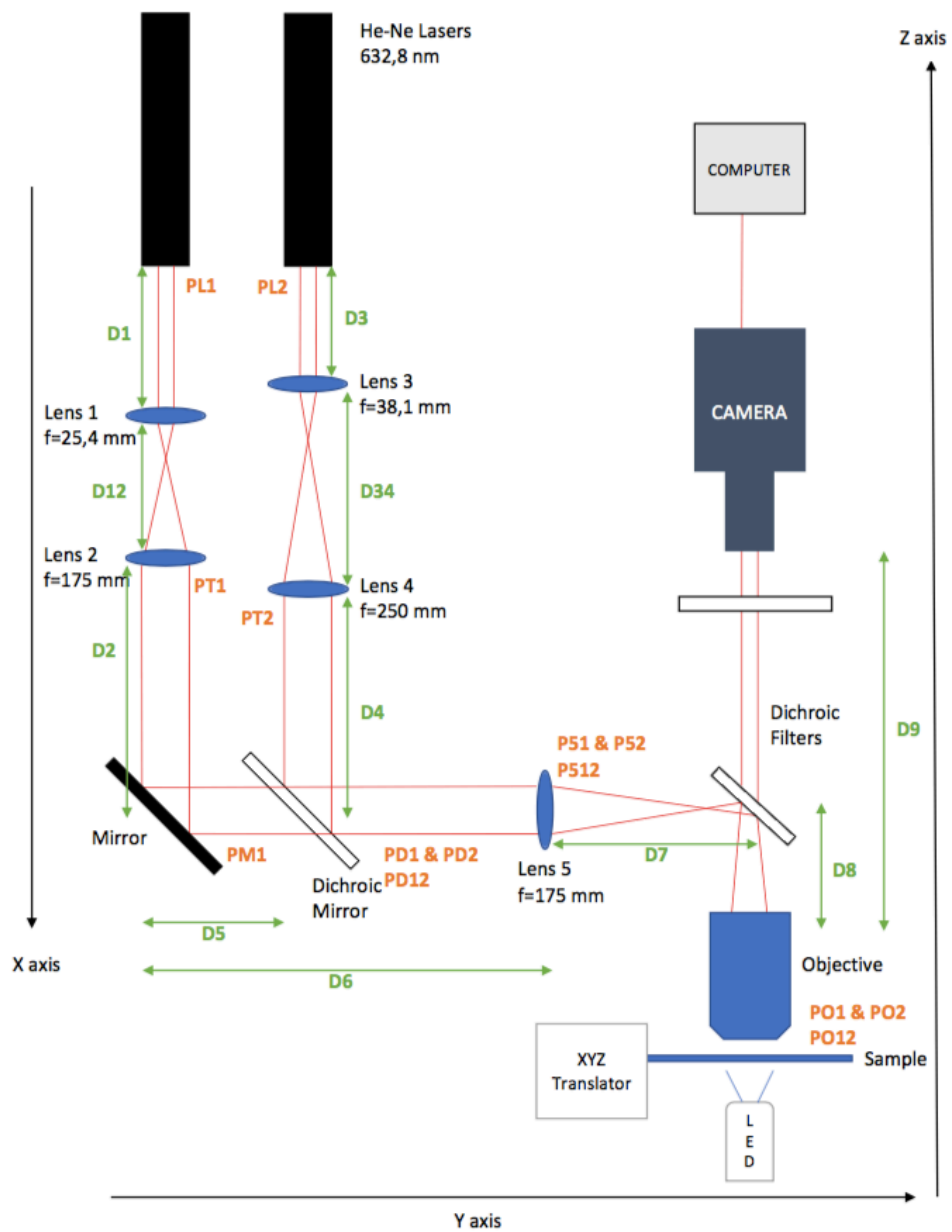 He-Ne Lasers
632,8 nm
Z axis
COMPUTER
PL1
PL2
D1
D3
Lens 1
f=25,4 mm
Lens 3
f=38,1 mm
CAMERA
D12
D34
Lens 2
f=175 mm
PT1
Lens 4
f=250 mm
PT2
D2
D4
D9
Dichroic
Filters
P51 & P52
P512
Mirror
PM1
PD1 & PD2
PD12
Dichroic
Mirror
Lens 5
f=175 mm
D7
D8
D5
X axis
D6
Objective
PO1 & PO2
PO12
XYZ
Translator
Sample
L
E
D
Y axis